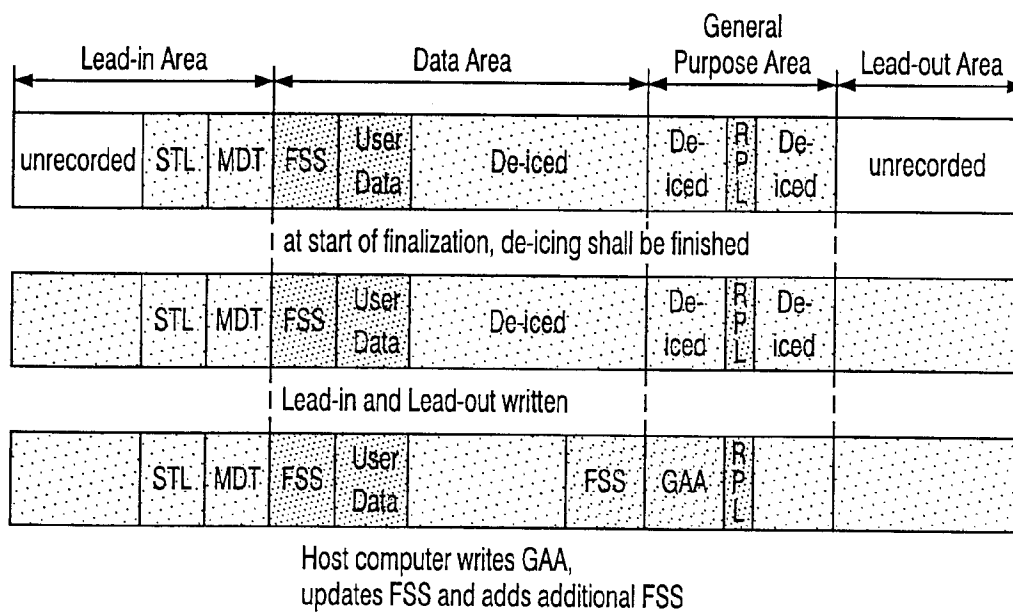 General
Lead-in Area Data Area Purpose Area Lead-out Area
unrecorded STL MDT FSS User Data De-iced De-iced RPL De-iced unrecorded
at start of finalization, de-icing shall be finished
STL MDT FSS User Data De-iced De-iced RPL De-iced
Lead-in and Lead-out written
STL MDT FSS User Data FSS GAA RPL
Host computer writes GAA,
updates FSS and adds additional FSS